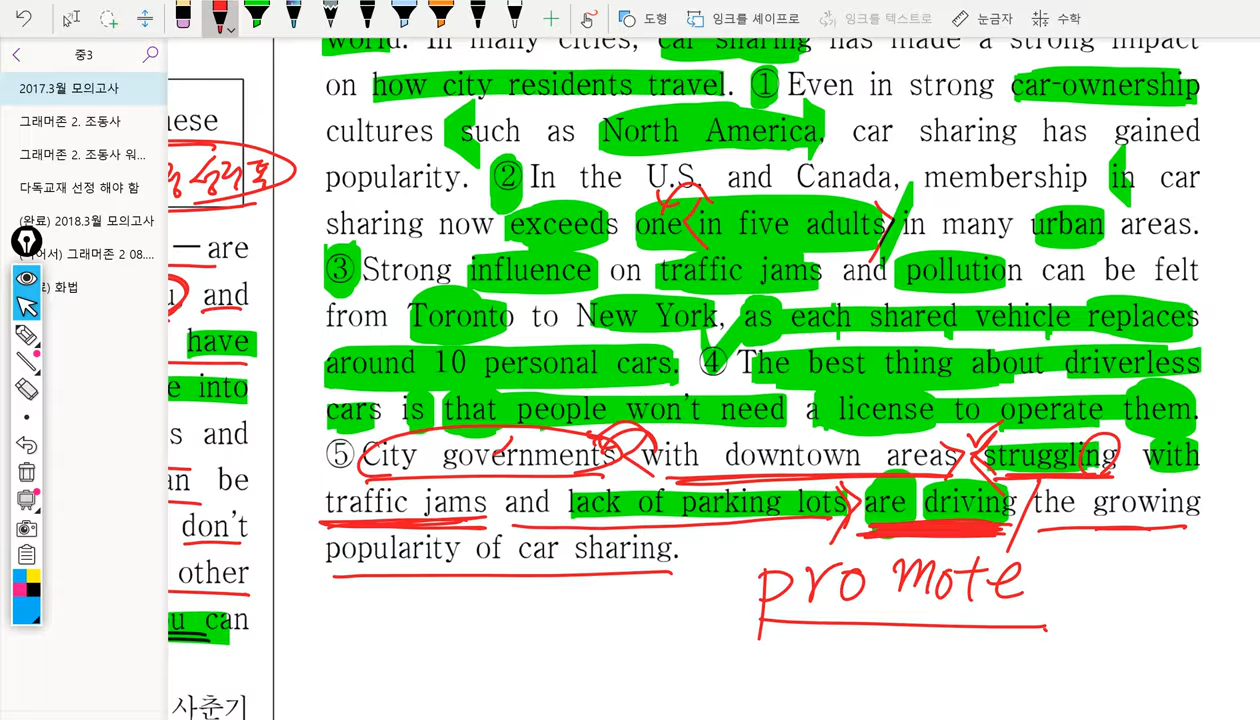 도형
잉크를 셰이프로
잉크를 텍스트로
눈금자
수학
중3
2017.3월 모의고사
그래머존 2. 조동사
그래머존 2. 조동사 워...
다독교재 선정 해야 함
(완료) 2018.3월 모의고사
어서) 그래머존 2 08....
료) 화법
nese
—are
and
have
e into
s and
an be
don't
other
ou can
사춘기
world. In many cities, car sharing has made a strong impact
on how city residents travel. ① Even in strong car-ownership
cultures such as North America, car sharing has gained
popularity. ② In the U.S. and Canada, membership in car
sharing now exceeds one in five adults in many urban areas.
③ Strong influence on traffic jams and pollution can be felt
from Toronto to New York, as each shared vehicle replaces
around 10 personal cars. ④ The best thing about driverless
cars is that people won't need a license to operate them.
⑤ City governments with downtown areas struggling with
traffic jams and lack of parking lots are driving the growing
popularity of car sharing.
promote